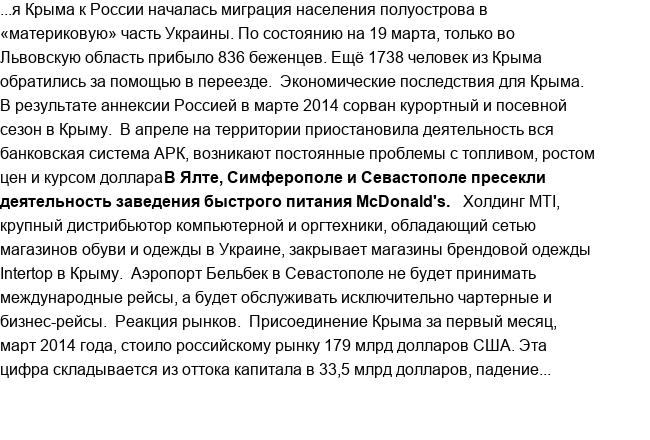 ...я Крыма к России началась миграция населения полуострова в
«материковую» часть Украины. По состоянию на 19 марта, только во
Львовскую область прибыло 836 беженцев. Ещё 1738 человек из Крыма
обратились за помощью в переезде.  Экономические последствия для Крыма.
В результате аннексии Россией в марте 2014 сорван курортный и посевной
сезон в Крыму.  В апреле на территории приостановила деятельность вся
банковская система АРК, возникают постоянные проблемы с топливом, ростом
цен и курсом доллараВ Ялте, Симферополе и Севастополе пресекли
деятельность заведения быстрого питания McDonald's.   Холдинг MTI,
крупный дистрибьютор компьютерной и оргтехники, обладающий сетью
магазинов обуви и одежды в Украине, закрывает магазины брендовой одежды
Intertop в Крыму.  Аэропорт Бельбек в Севастополе не будет принимать
международные рейсы, а будет обслуживать исключительно чартерные и
бизнес-рейсы.  Реакция рынков.  Присоединение Крыма за первый месяц,
март 2014 года, стоило российскому рынку 179 млрд долларов США. Эта
цифра складывается из оттока капитала в 33,5 млрд долларов, падение...